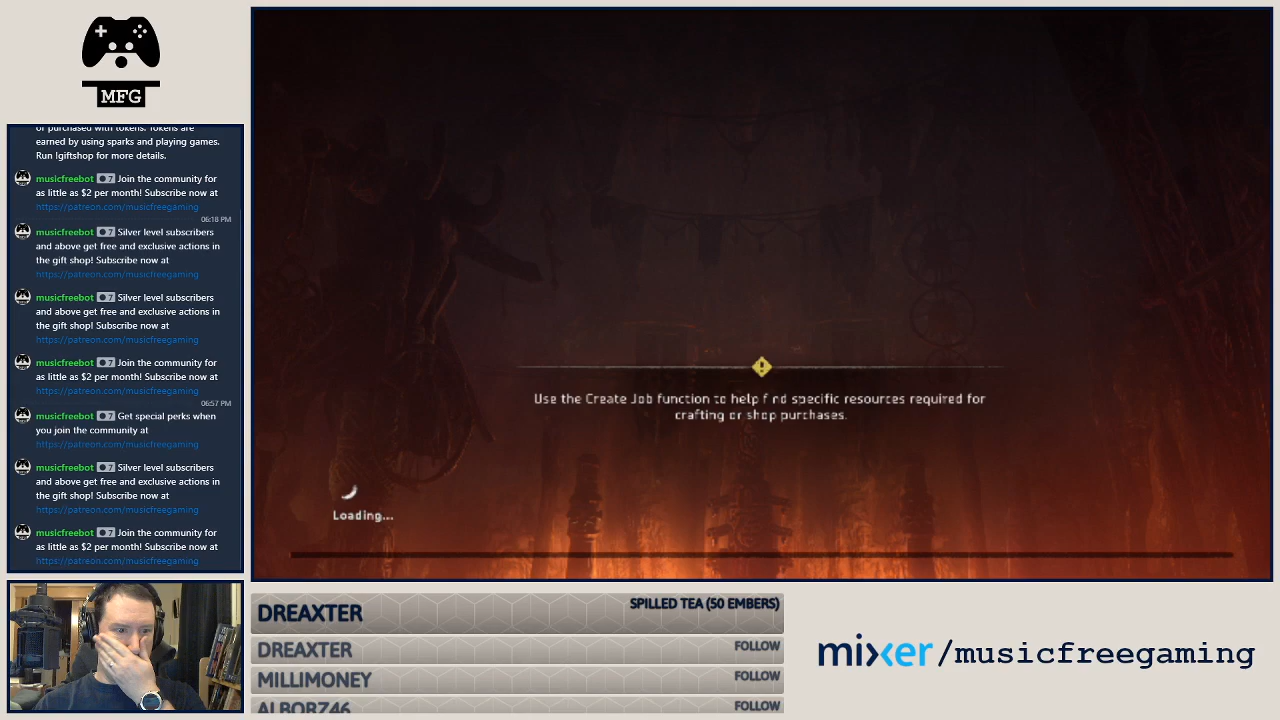 MFG
or purchased with tokens. Tokens are
earned by using sparks and playing games.
Run !giftshop for more details.
musicfreebot 7 Join the community for
as little as $2 per month! Subscribe now at
https://patreon.com/musicfreegaming
06:18 PM
musicfreebot 7 Silver level subscribers
and above get free and exclusive actions in
the gift shop! Subscribe now at
https://patreon.com/musicfreegaming
musicfreebot 7 Silver level subscribers
and above get free and exclusive actions in
the gift shop! Subscribe now at
https://patreon.com/musicfreegaming
musicfreebot 7 Join the community for
as little as $2 per month! Subscribe now at
https://patreon.com/musicfreegaming
06:57 PM
musicfreebot 7 Get special perks when
you join the community at
https://patreon.com/musicfreegaming
musicfreebot 7 Silver level subscribers
and above get free and exclusive actions in
the gift shop! Subscribe now at
https://patreon.com/musicfreegaming
musicfreebot 7 Join the community for
as little as $2 per month! Subscribe now at
https://patreon.com/musicfreegaming
Use the Create Job function to help find specific resources required for
crafting or shop purchases.
Loading...
DREAXTER SPILLED TEA (50 EMBERS)
DREAXTER FOLLOW
MILLIMONEY FOLLOW
ALBORZ46 FOLLOW
mixer/musicfreegaming